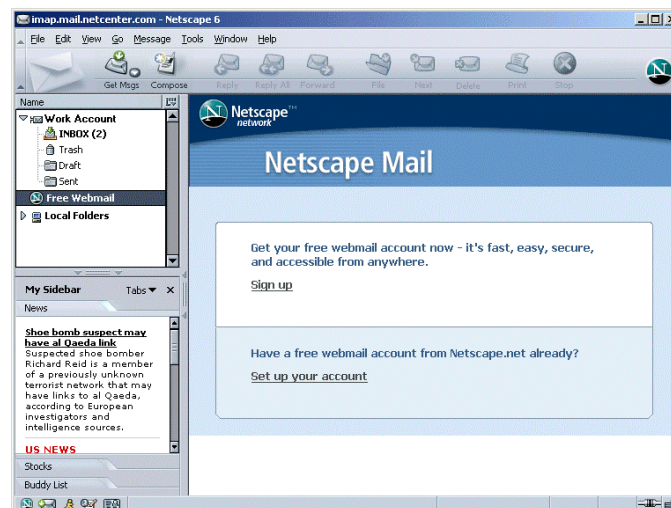 imap.mail.netcenter.com - Netscape 6
File Edit View Go Message Tools Window Help
Get Msgs Compose Reply Reply All Forward File Next Delete Print Stop
Name
Work Account
INBOX (2)
Trash
Draft
Sent
Free Webmail
Local Folders
My Sidebar Tabs
News
Shoe bomb suspect may
have al Qaeda link
Suspected shoe bomber
Richard Reid is a member
of a previously unknown
terrorist network that may
have links to al Qaeda,
according to European
investigators and
intelligence sources.
US NEWS
Stocks
Buddy List
Netscape™
network
Netscape Mail
Get your free webmail account now - it's fast, easy, secure,
and accessible from anywhere.
Sign up
Have a free webmail account from Netscape.net already?
Set up your account